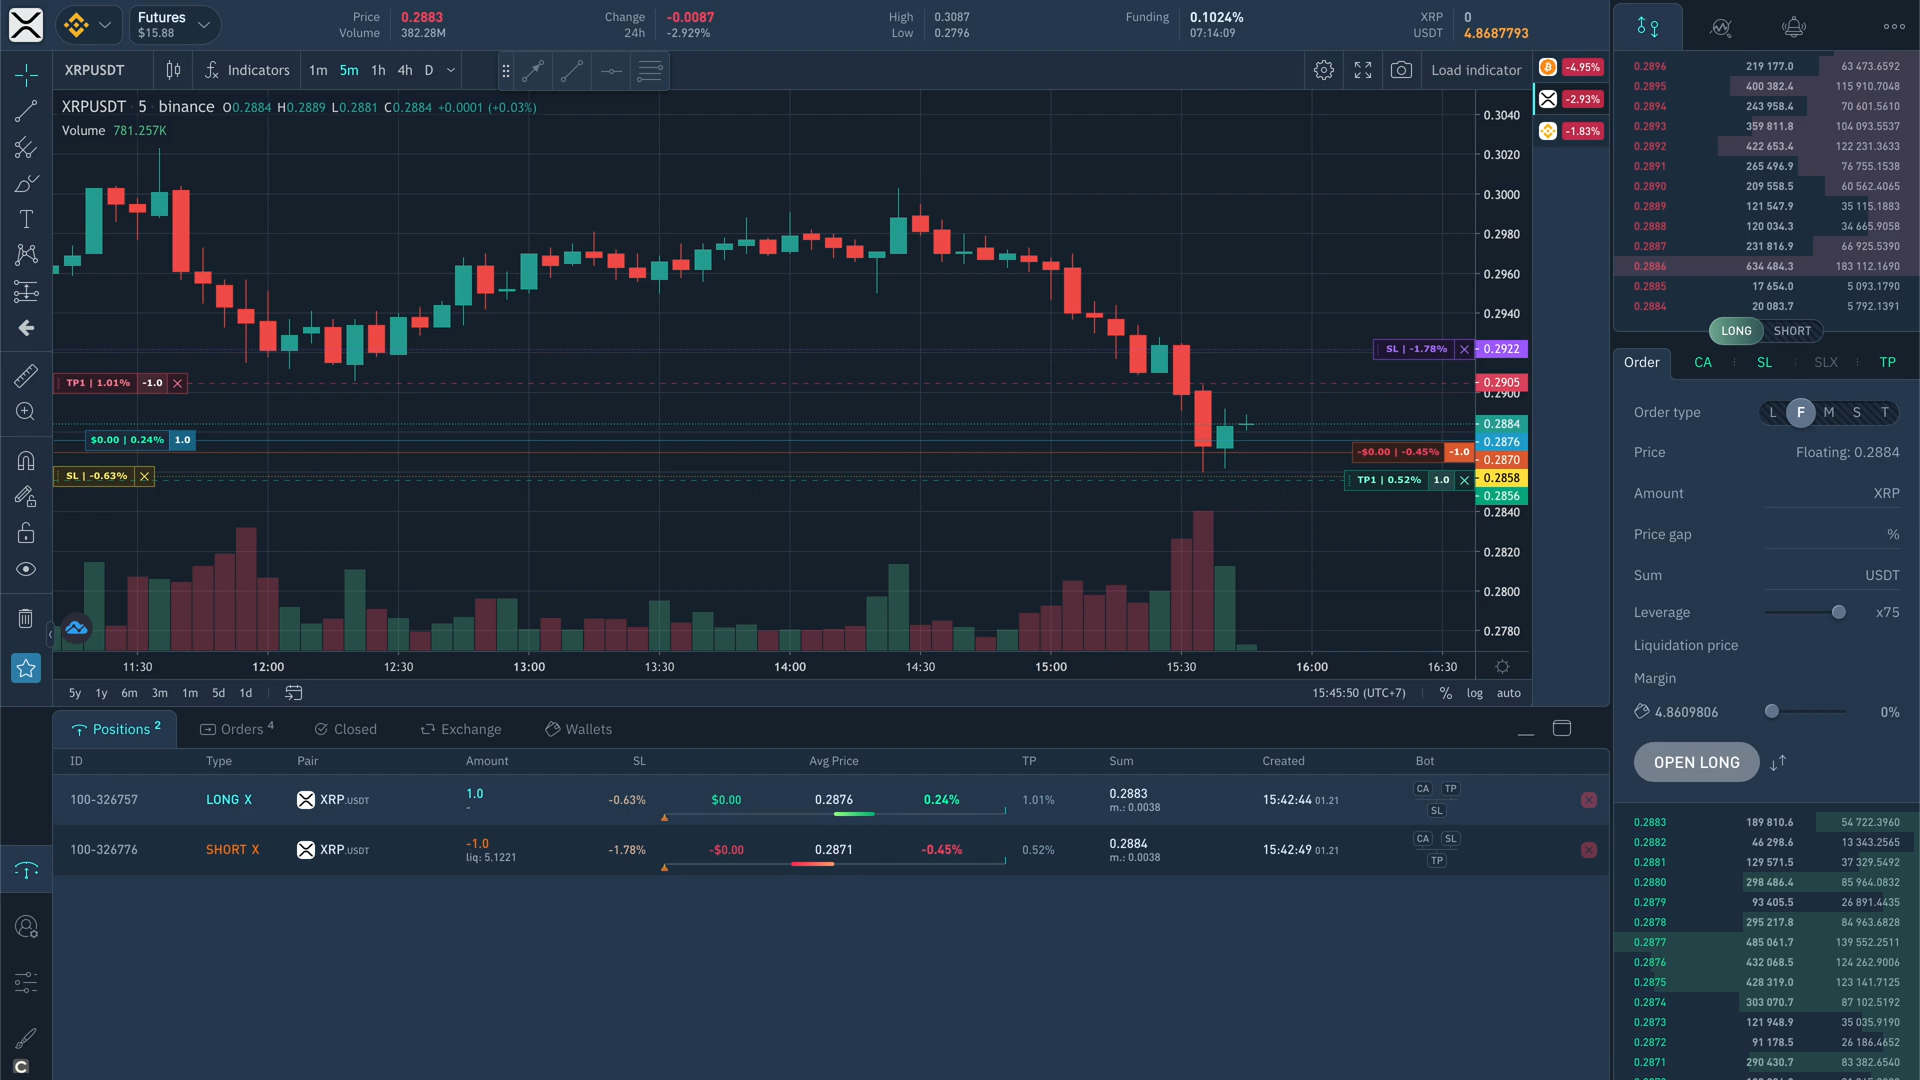 Futures
$15.88
Price 0.2883
Volume 382.28M
Change -0.0087
24h -2.929%
High 0.3087
Low 0.2796
Funding 0.1024%
07:14:09
XRP 0
USDT 4.8687793
XRPUSDT Indicators 1m 5m 1h 4h D Load indicator
XRPUSDT 5 binance O0.2884 H0.2889 L0.2881 C0.2884 +0.0001 (+0.03%)
Volume 781.257K
-4.95%
-2.93%
-1.83%
0.3040
0.3020
0.3000
0.2980
0.2960
0.2940
SL | -1.78% 0.2922
TP1 | 1.01% -1.0 0.2905
0.2900
0.2884
$0.00 | 0.24% 1.0 0.2876
-$0.00 | -0.45% -1.0 0.2870
SL | -0.63% 0.2858
TP1 | 0.52% 1.0 0.2856
0.2840
0.2820
0.2800
0.2780
11:30 12:00 12:30 13:00 13:30 14:00 14:30 15:00 15:30 16:00 16:30
5y 1y 6m 3m 1m 5d 1d 15:45:50 (UTC+7) % log auto
Positions 2 Orders 4 Closed Exchange Wallets
ID Type Pair Amount SL Avg Price TP Sum Created Bot
100-326757 LONG X XRP.USDT 1.0 - -0.63% $0.00 0.2876 0.24% 1.01% 0.2883 m.: 0.0038 15:42:44 01.21 CA TP SL
100-326776 SHORT X XRP.USDT -1.0 liq: 5.1221 -1.78% -$0.00 0.2871 -0.45% 0.52% 0.2884 m.: 0.0038 15:42:49 01.21 CA SL TP
0.2896 219 177.0 63 473.6592
0.2895 400 382.4 115 910.7048
0.2894 243 958.4 70 601.5610
0.2893 359 811.8 104 093.5537
0.2892 422 653.4 122 231.3633
0.2891 265 496.9 76 755.1538
0.2890 209 558.5 60 562.4065
0.2889 121 547.9 35 115.1883
0.2888 120 034.3 34 665.9058
0.2887 231 816.9 66 925.5390
0.2886 634 484.3 183 112.1690
0.2885 17 654.0 5 093.1790
0.2884 20 083.7 5 792.1391
LONG SHORT
Order CA SL SLX TP
Order type L F M S T
Price Floating: 0.2884
Amount XRP
Price gap %
Sum USDT
Leverage x75
Liquidation price
Margin
4.8609806 0%
OPEN LONG
0.2883 189 810.6 54 722.3960
0.2882 46 298.6 13 343.2565
0.2881 129 571.5 37 329.5492
0.2880 298 486.4 85 964.0832
0.2879 93 405.5 26 891.4435
0.2878 295 217.8 84 963.6828
0.2877 485 061.7 139 552.2511
0.2876 432 068.5 124 262.9006
0.2875 428 319.0 123 141.7125
0.2874 303 070.7 87 102.5192
0.2873 121 948.9 35 035.9190
0.2872 91 178.5 26 186.4652
0.2871 290 430.7 83 382.6540